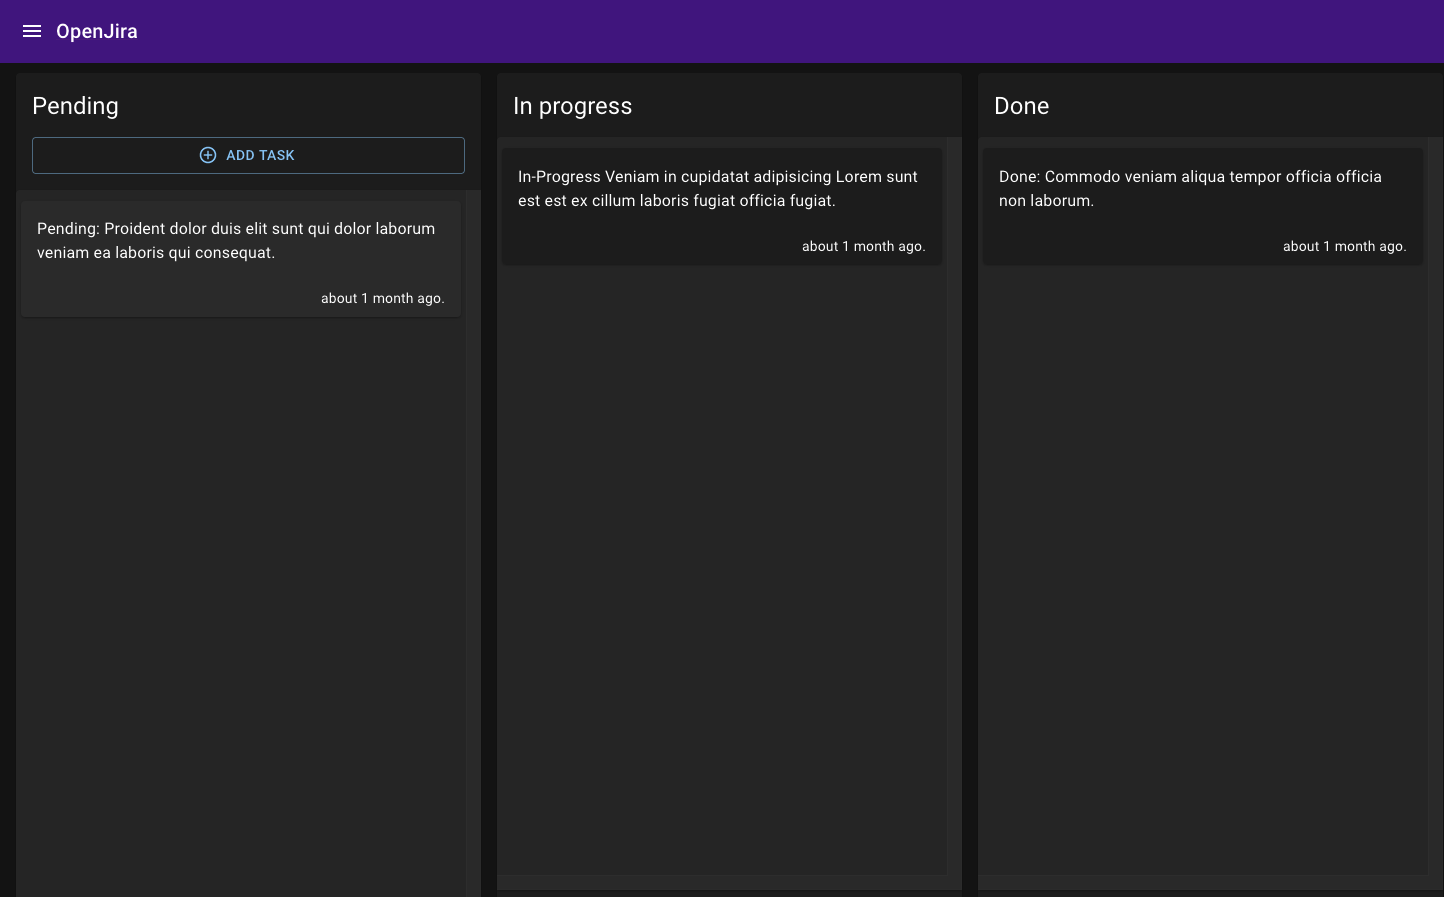 OpenJira
Pending
ADD TASK
Pending: Proident dolor duis elit sunt qui dolor laborum
veniam ea laboris qui consequat.
about 1 month ago.
In progress
In-Progress Veniam in cupidatat adipisicing Lorem sunt
est est ex cillum laboris fugiat officia fugiat.
about 1 month ago.
Done
Done: Commodo veniam aliqua tempor officia officia
non laborum.
about 1 month ago.